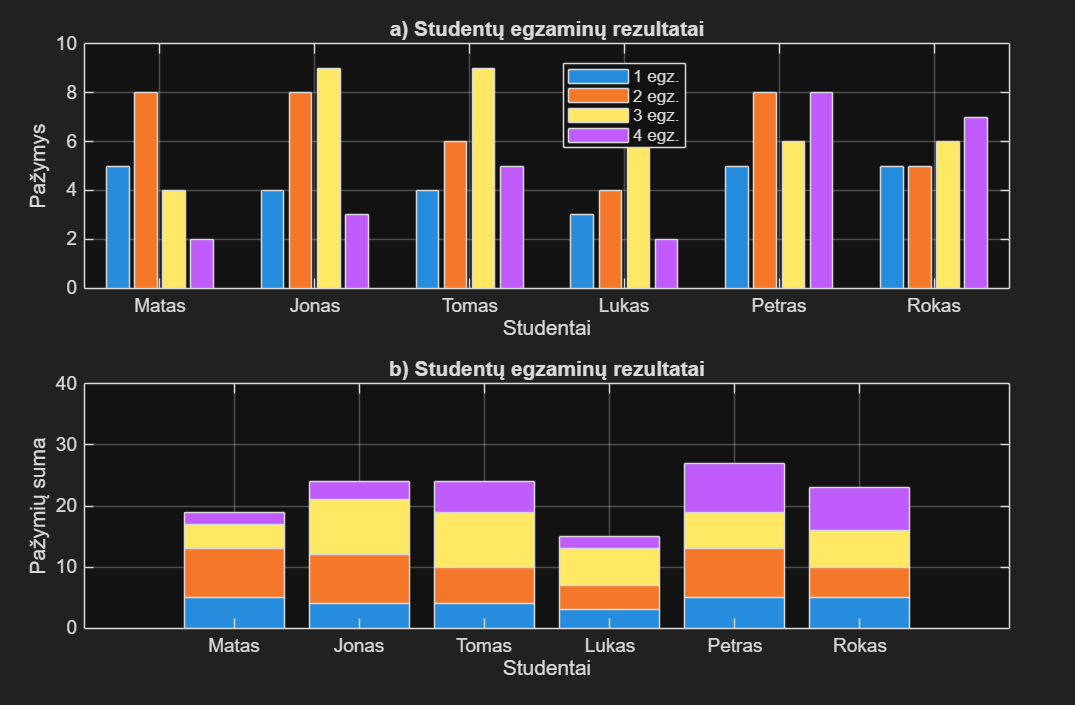 a) Studentų egzaminų rezultatai
10
8
6
4
2
0
Pažymys
1 egz.
2 egz.
3 egz.
4 egz.
Matas Jonas Tomas Lukas Petras Rokas
Studentai
b) Studentų egzaminų rezultatai
40
30
20
10
0
Pažymių suma
Matas Jonas Tomas Lukas Petras Rokas
Studentai